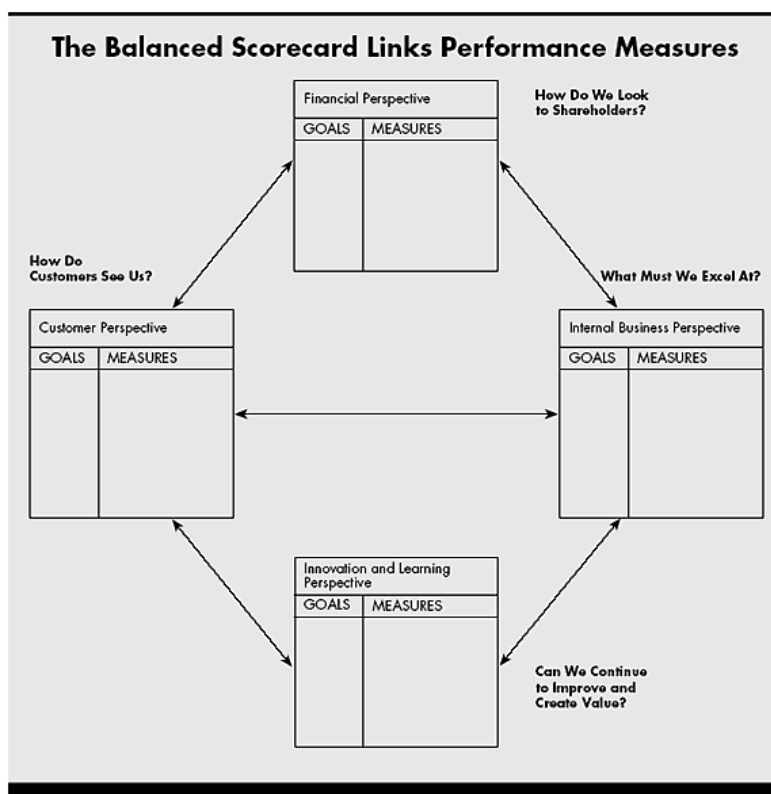 The Balanced Scorecard Links Performance Measures
Financial Perspective
GOALS MEASURES
How Do We Look
to Shareholders?
How Do
Customers See Us?
What Must We Excel At?
Customer Perspective
GOALS MEASURES
Internal Business Perspective
GOALS MEASURES
Innovation and Learning
Perspective
GOALS MEASURES
Can We Continue
to Improve and
Create Value?